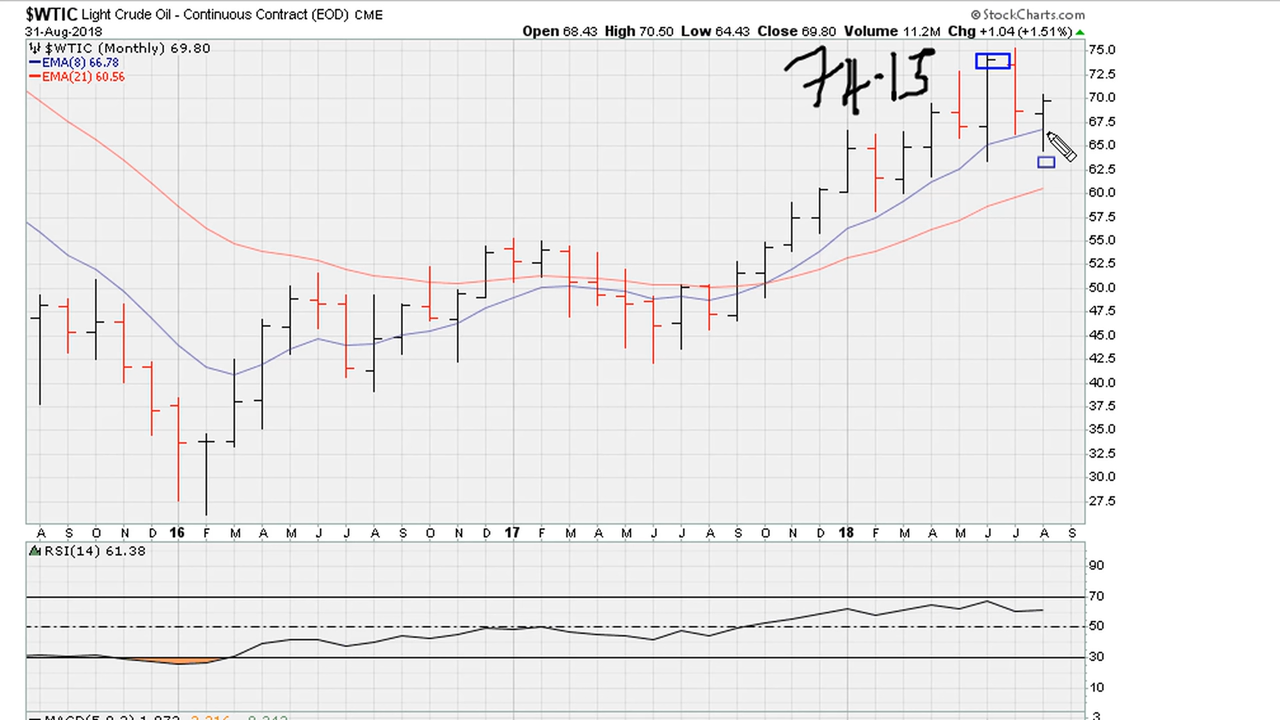 $WTIC Light Crude Oil - Continuous Contract (EOD) CME
© StockCharts.com
31-Aug-2018
Open 68.43 High 70.50 Low 64.43 Close 69.80 Volume 11.2M Chg +1.04 (+1.51%)
$WTIC (Monthly) 69.80
EMA(8) 66.78
EMA(21) 60.56
74.15
75.0
72.5
70.0
67.5
65.0
62.5
60.0
57.5
55.0
52.5
50.0
47.5
45.0
42.5
40.0
37.5
35.0
32.5
30.0
27.5
A S O N D 16 F M A M J J A S O N D 17 F M A M J J A S O N D 18 F M A M J J A S
RSI(14) 61.38
90
70
50
30
10